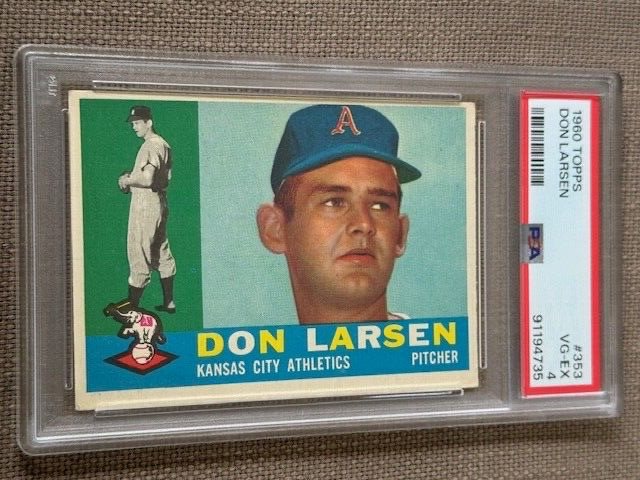 A
A
DON LARSEN
KANSAS CITY ATHLETICS PITCHER
1960 TOPPS
DON LARSEN
#353
VG-EX
4
PSA
91194735